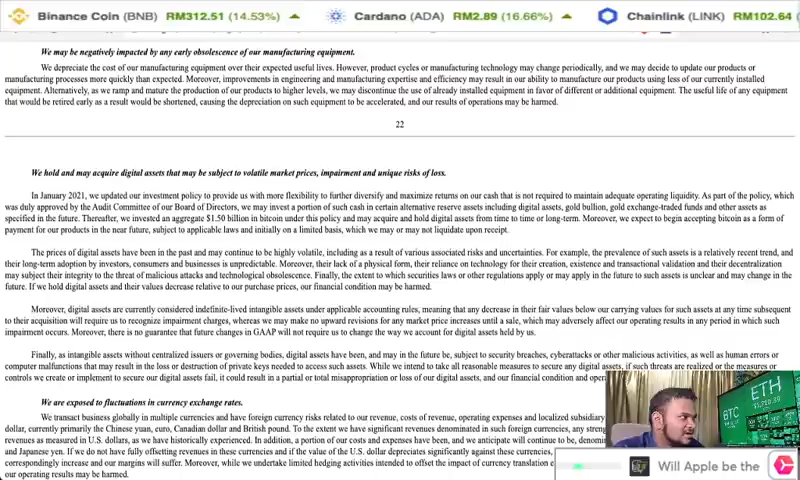 Binance Coin (BNB) RM312.51 (14.53%) Cardano (ADA) RM2.89 (16.66%) Chainlink (LINK) RM102.64
We may be negatively impacted by any early obsolescence of our manufacturing equipment.
We depreciate the cost of our manufacturing equipment over their expected useful lives. However, product cycles or manufacturing technology may change periodically, and we may decide to update our products or
manufacturing processes more quickly than expected. Moreover, improvements in engineering and manufacturing expertise and efficiency may result in our ability to manufacture our products using less of our currently installed
equipment. Alternatively, as we ramp and mature the production of our products to higher levels, we may discontinue the use of already installed equipment in favor of different or additional equipment. The useful life of any equipment
that would be retired early as a result would be shortened, causing the depreciation on such equipment to be accelerated, and our results of operations may be harmed.
22
We hold and may acquire digital assets that may be subject to volatile market prices, impairment and unique risks of loss.
In January 2021, we updated our investment policy to provide us with more flexibility to further diversify and maximize returns on our cash that is not required to maintain adequate operating liquidity. As part of the policy, which
was duly approved by the Audit Committee of our Board of Directors, we may invest a portion of such cash in certain alternative reserve assets including digital assets, gold bullion, gold exchange-traded funds and other assets as
specified in the future. Thereafter, we invested an aggregate $1.50 billion in bitcoin under this policy and may acquire and hold digital assets from time to time or long-term. Moreover, we expect to begin accepting bitcoin as a form of
payment for our products in the near future, subject to applicable laws and initially on a limited basis, which we may or may not liquidate upon receipt.
The prices of digital assets have been in the past and may continue to be highly volatile, including as a result of various associated risks and uncertainties. For example, the prevalence of such assets is a relatively recent trend, and
their long-term adoption by investors, consumers and businesses is unpredictable. Moreover, their lack of a physical form, their reliance on technology for their creation, existence and transactional validation and their decentralization
may subject their integrity to the threat of malicious attacks and technological obsolescence. Finally, the extent to which securities laws or other regulations apply or may apply in the future to such assets is unclear and may change in the
future. If we hold digital assets and their values decrease relative to our purchase prices, our financial condition may be harmed.
Moreover, digital assets are currently considered indefinite-lived intangible assets under applicable accounting rules, meaning that any decrease in their fair values below our carrying values for such assets at any time subsequent
to their acquisition will require us to recognize impairment charges, whereas we may make no upward revisions for any market price increases until a sale, which may adversely affect our operating results in any period in which such
impairment occurs. Moreover, there is no guarantee that future changes in GAAP will not require us to change the way we account for digital assets held by us.
Finally, as intangible assets without centralized issuers or governing bodies, digital assets have been, and may in the future be, subject to security breaches, cyberattacks or other malicious activities, as well as human errors or
computer malfunctions that may result in the loss or destruction of private keys needed to access such assets. While we intend to take all reasonable measures to secure any digital assets, if such threats are realized or the measures or
controls we create or implement to secure our digital assets fail, it could result in a partial or total misappropriation or loss of our digital assets, and our financial condition and oper
We are exposed to fluctuations in currency exchange rates.
We transact business globally in multiple currencies and have foreign currency risks related to our revenue, costs of revenue, operating expenses and localized subsidiary
dollar, currently primarily the Chinese yuan, euro, Canadian dollar and British pound. To the extent we have significant revenues denominated in such foreign currencies, any streng
revenues as measured in U.S. dollars, as we have historically experienced. In addition, a portion of our costs and expenses have been, and we anticipate will continue to be, denomin
and Japanese yen. If we do not have fully offsetting revenues in these currencies and if the value of the U.S. dollar depreciates significantly against these currencies,
correspondingly increase and our margins will suffer. Moreover, while we undertake limited hedging activities intended to offset the impact of currency translation e
our operating results may be harmed.
BTC ETH
Will Apple be the